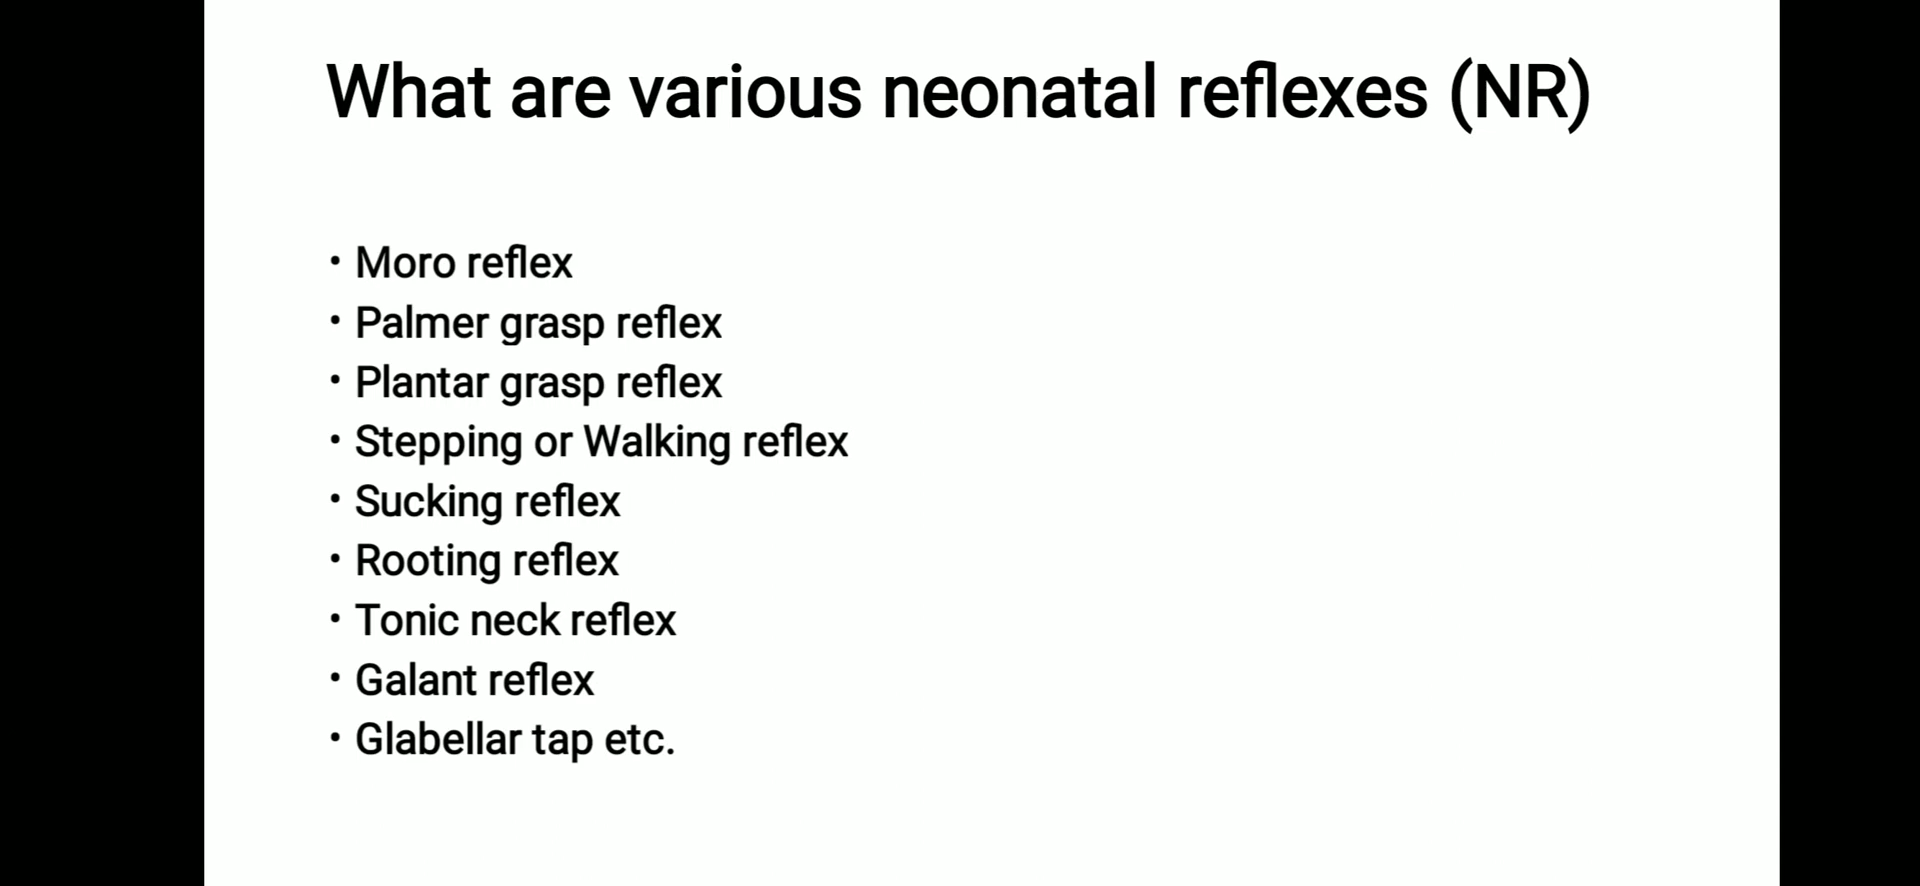 What are various neonatal reflexes (NR)
• Moro reflex
• Palmer grasp reflex
• Plantar grasp reflex
• Stepping or Walking reflex
• Sucking reflex
• Rooting reflex
• Tonic neck reflex
• Galant reflex
• Glabellar tap etc.